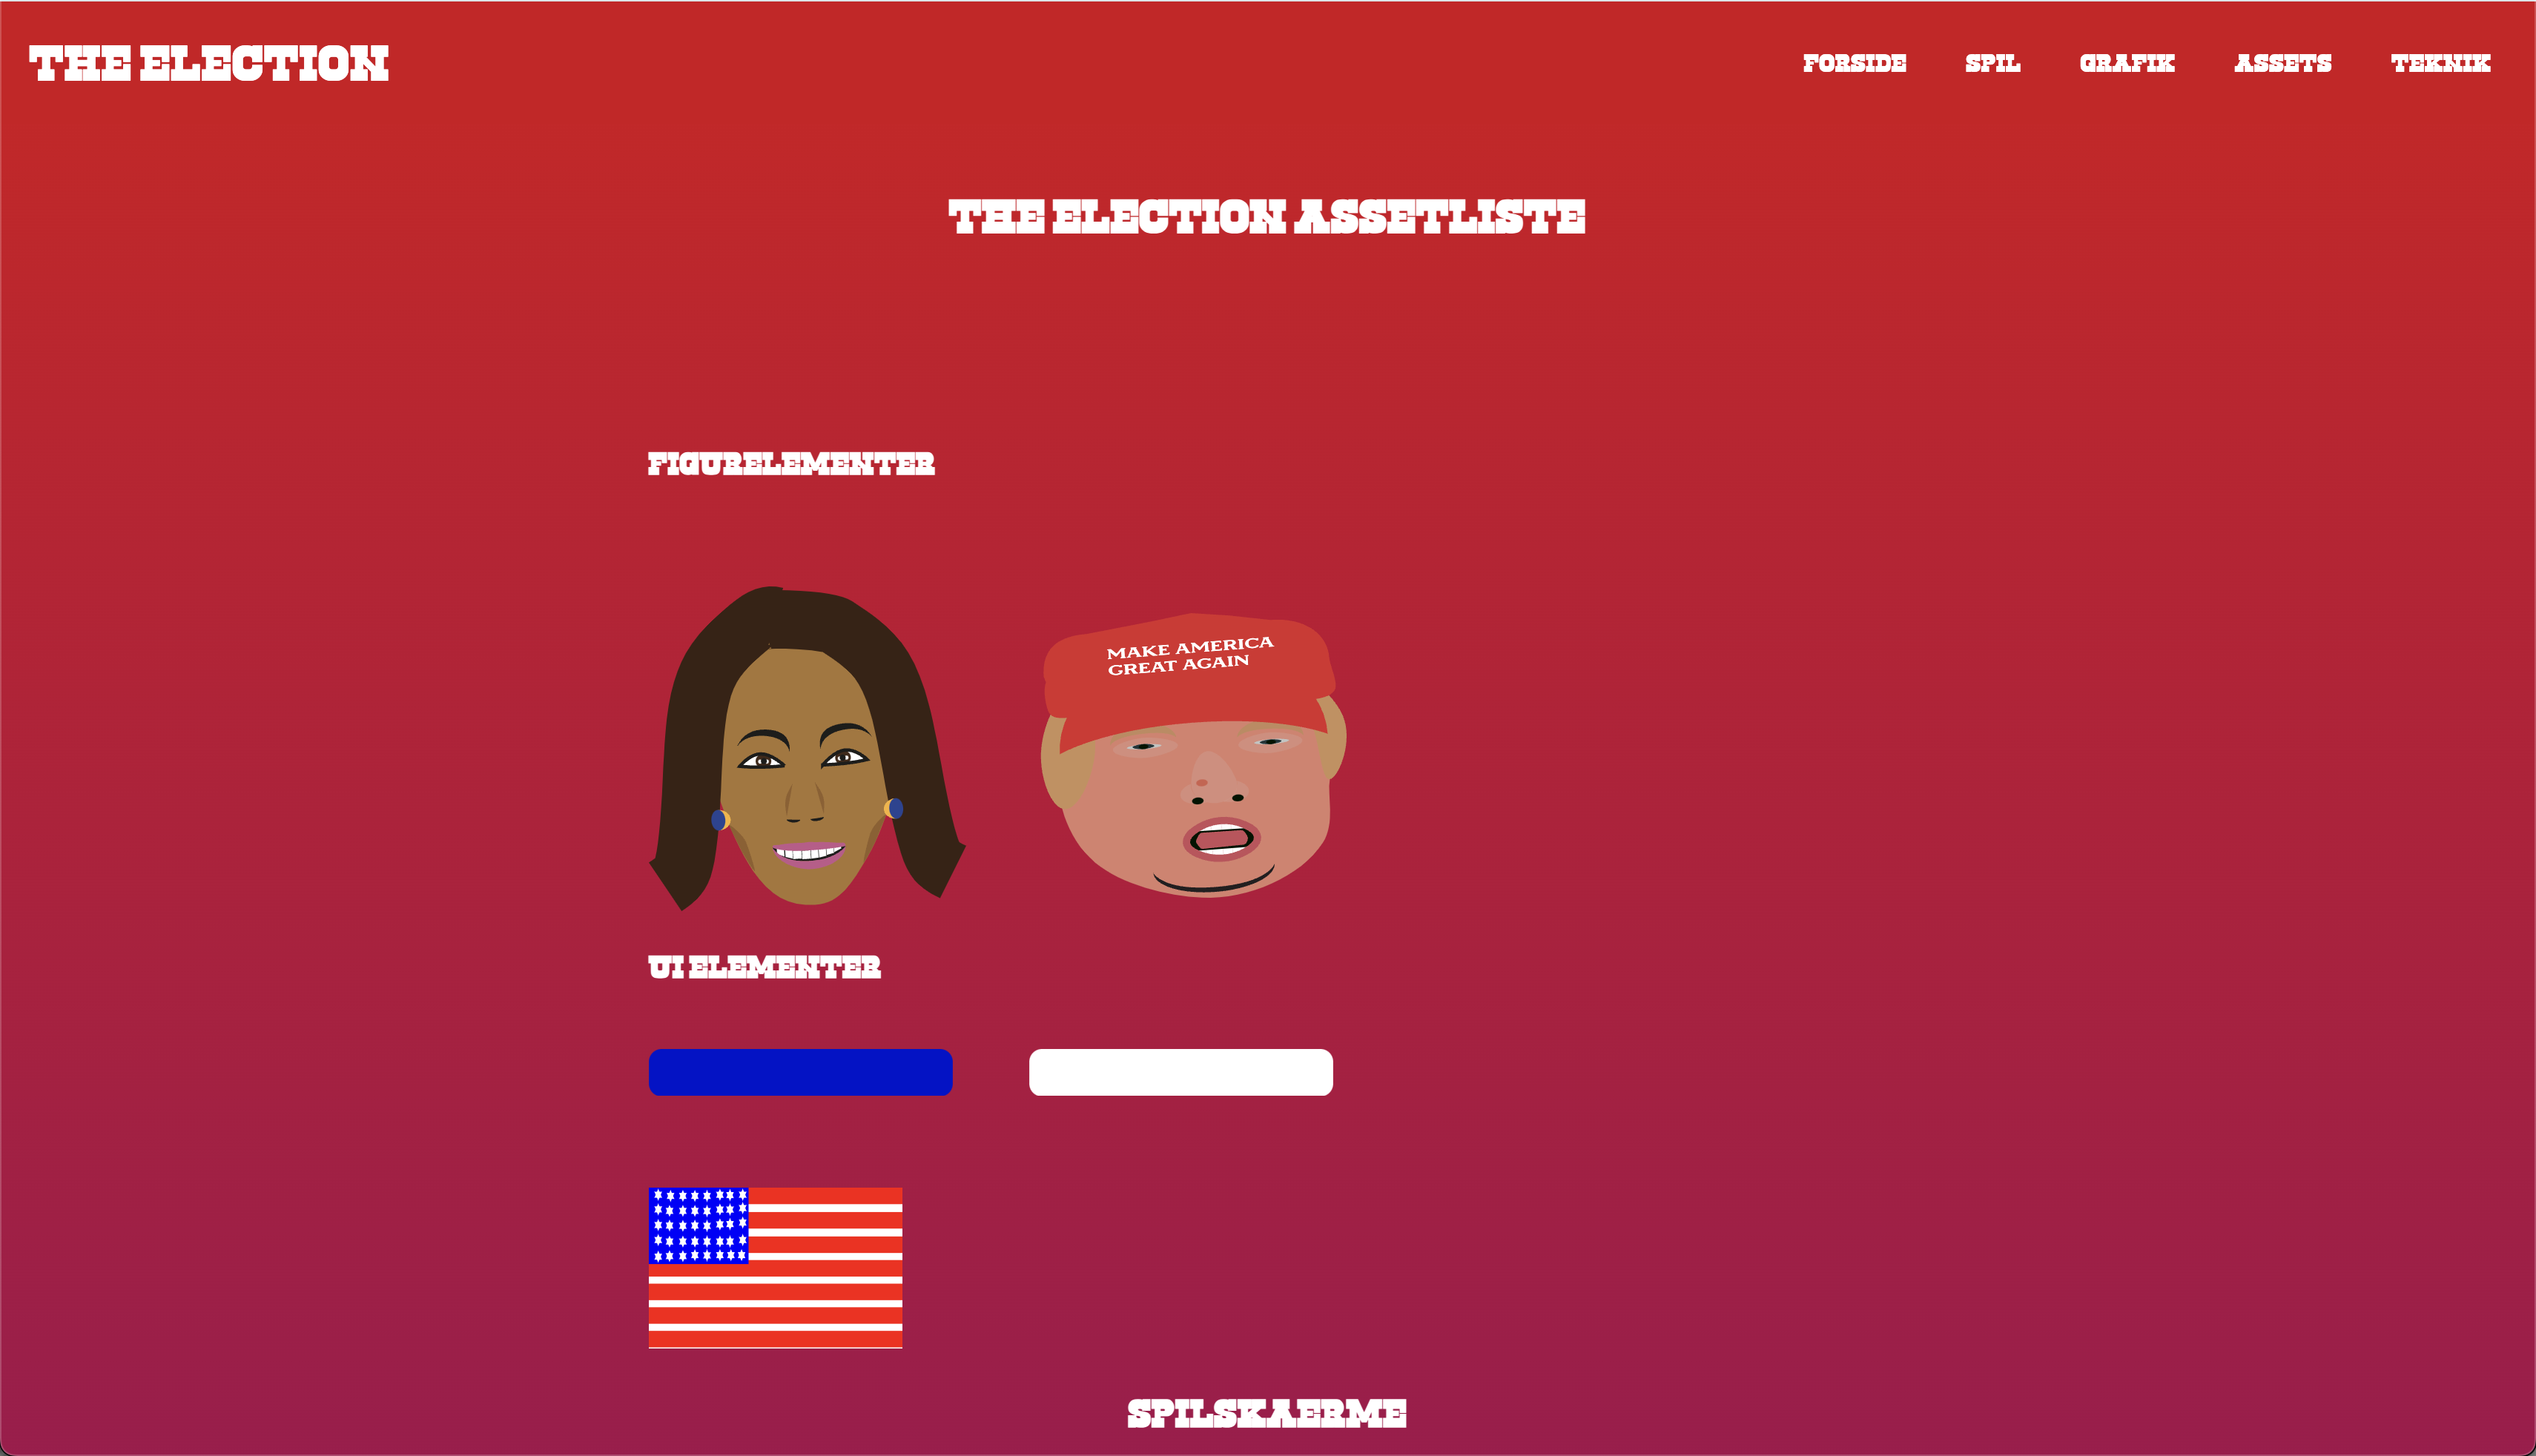 THE ELECTION
FORSIDE SPIL GRAFIK ASSETS TEKNIK
THE ELECTION ASSETLISTE
FIGURELEMENTER
MAKE AMERICA
GREAT AGAIN
UI ELEMENTER
SPILSKAERME